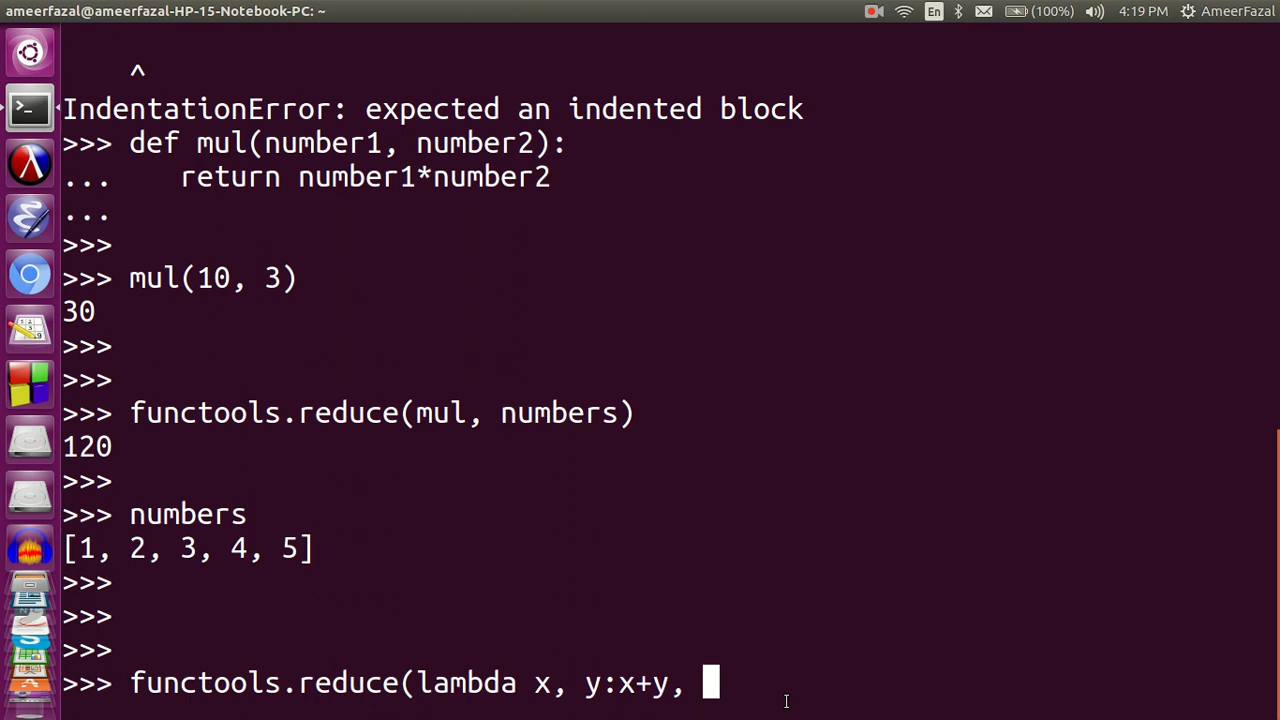 ameerfazal@ameerfazal-HP-15-Notebook-PC: ~ En (100%) 4:19 PM AmeerFazal
^
IndentationError: expected an indented block
>>> def mul(number1, number2):
...    return number1*number2
...
>>>
>>> mul(10, 3)
30
>>>
>>>
>>> functools.reduce(mul, numbers)
120
>>>
>>> numbers
[1, 2, 3, 4, 5]
>>>
>>>
>>>
>>> functools.reduce(lambda x, y:x+y,